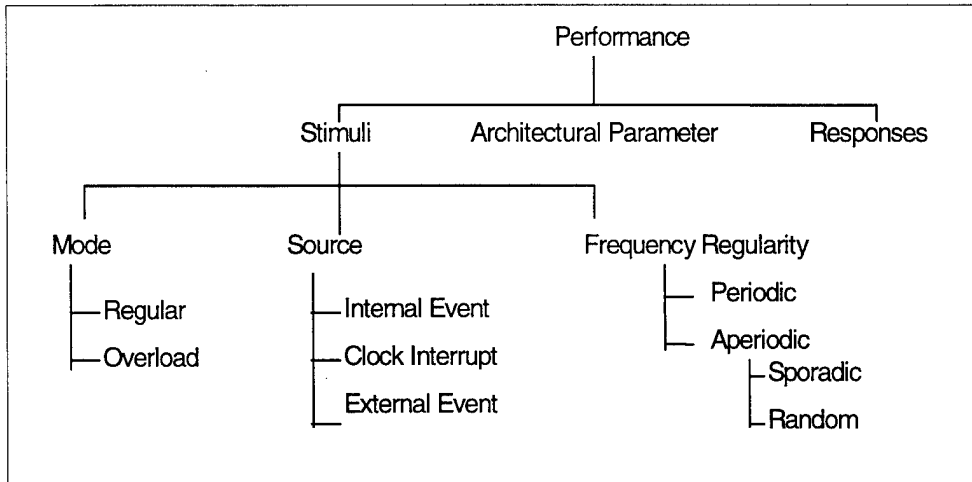 Performance
Stimuli Architectural Parameter Responses
Mode Source Frequency Regularity
Regular Internal Event Periodic
Overload Clock Interrupt Aperiodic
External Event Sporadic
Random